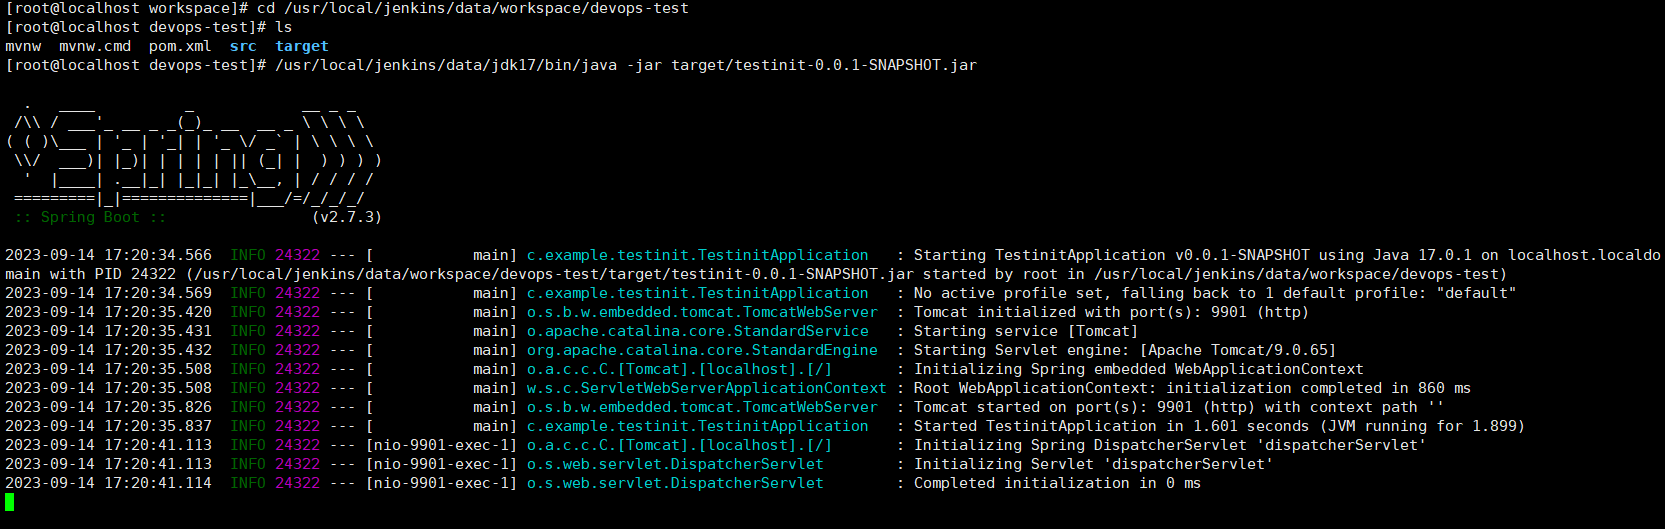 [root@localhost workspace]# cd /usr/local/jenkins/data/workspace/devops-test
[root@localhost devops-test]# ls
mvnw  mvnw.cmd  pom.xml  src  target
[root@localhost devops-test]# /usr/local/jenkins/data/jdk17/bin/java -jar target/testinit-0.0.1-SNAPSHOT.jar
  .   ____          _            __ _ _
 /\\ / ___'_ __ _ _(_)_ __  __ _ \ \ \ \
( ( )\___ | '_ | '_| | '_ \/ _` | \ \ \ \
 \\/  ___)| |_)| | | | | || (_| |  ) ) ) )
  '  |____| .__|_| |_|_| |_\__, | / / / /
 =========|_|==============|___/=/_/_/_/
 :: Spring Boot ::                (v2.7.3)
2023-09-14 17:20:34.566  INFO 24322 --- [           main] c.example.testinit.TestinitApplication   : Starting TestinitApplication v0.0.1-SNAPSHOT using Java 17.0.1 on localhost.localdo
main with PID 24322 (/usr/local/jenkins/data/workspace/devops-test/target/testinit-0.0.1-SNAPSHOT.jar started by root in /usr/local/jenkins/data/workspace/devops-test)
2023-09-14 17:20:34.569  INFO 24322 --- [           main] c.example.testinit.TestinitApplication   : No active profile set, falling back to 1 default profile: "default"
2023-09-14 17:20:35.420  INFO 24322 --- [           main] o.s.b.w.embedded.tomcat.TomcatWebServer  : Tomcat initialized with port(s): 9901 (http)
2023-09-14 17:20:35.431  INFO 24322 --- [           main] o.apache.catalina.core.StandardService   : Starting service [Tomcat]
2023-09-14 17:20:35.432  INFO 24322 --- [           main] org.apache.catalina.core.StandardEngine  : Starting Servlet engine: [Apache Tomcat/9.0.65]
2023-09-14 17:20:35.508  INFO 24322 --- [           main] o.a.c.c.C.[Tomcat].[localhost].[/]       : Initializing Spring embedded WebApplicationContext
2023-09-14 17:20:35.508  INFO 24322 --- [           main] w.s.c.ServletWebServerApplicationContext : Root WebApplicationContext: initialization completed in 860 ms
2023-09-14 17:20:35.826  INFO 24322 --- [           main] o.s.b.w.embedded.tomcat.TomcatWebServer  : Tomcat started on port(s): 9901 (http) with context path ''
2023-09-14 17:20:35.837  INFO 24322 --- [           main] c.example.testinit.TestinitApplication   : Started TestinitApplication in 1.601 seconds (JVM running for 1.899)
2023-09-14 17:20:41.113  INFO 24322 --- [nio-9901-exec-1] o.a.c.c.C.[Tomcat].[localhost].[/]       : Initializing Spring DispatcherServlet 'dispatcherServlet'
2023-09-14 17:20:41.113  INFO 24322 --- [nio-9901-exec-1] o.s.web.servlet.DispatcherServlet        : Initializing Servlet 'dispatcherServlet'
2023-09-14 17:20:41.114  INFO 24322 --- [nio-9901-exec-1] o.s.web.servlet.DispatcherServlet        : Completed initialization in 0 ms